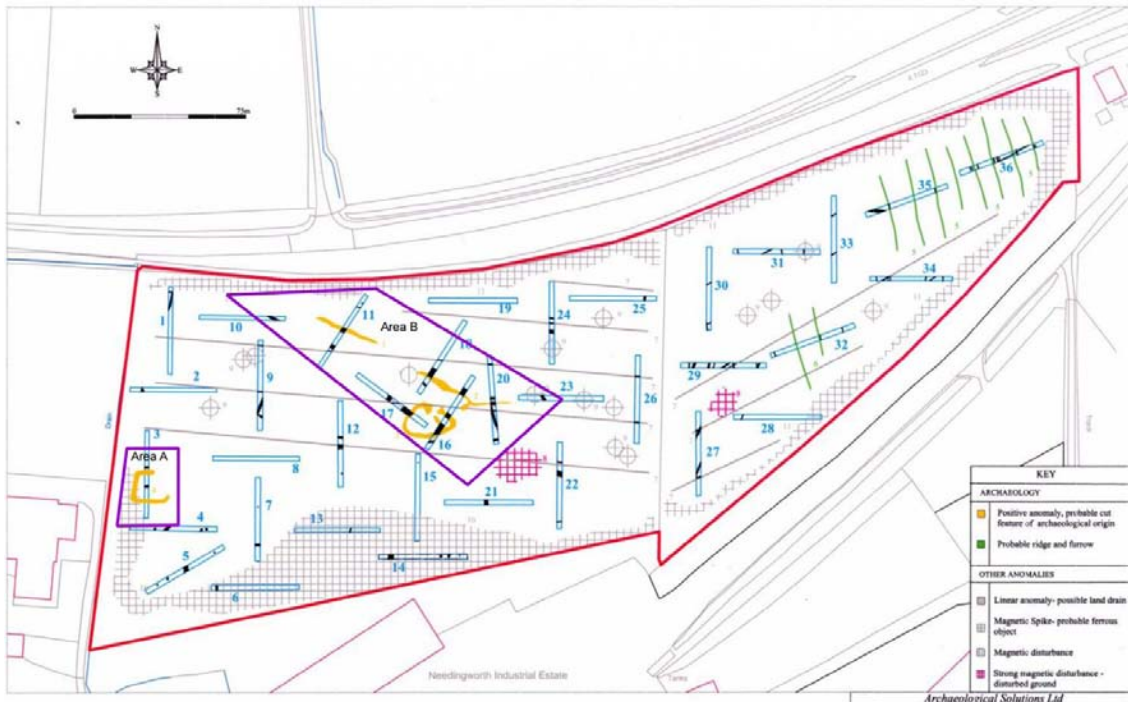 N
W E
S
0 75m
A 1123
Area B
Area A
Drain
Track
1
2
3
4
5
6
7
8
9
10
11
12
13
14
15
16
17
18
19
20
21
22
23
24
25
26
27
28
29
30
31
32
33
34
35
36
Needingworth Industrial Estate
KEY
ARCHAEOLOGY
Positive anomaly, probable cut
feature of archaeological origin
Probable ridge and furrow
OTHER ANOMALIES
Linear anomaly- possible land drain
Magnetic Spike- probable ferrous
object
Magnetic disturbance
Strong magnetic disturbance -
disturbed ground
Archaeological Solutions Ltd